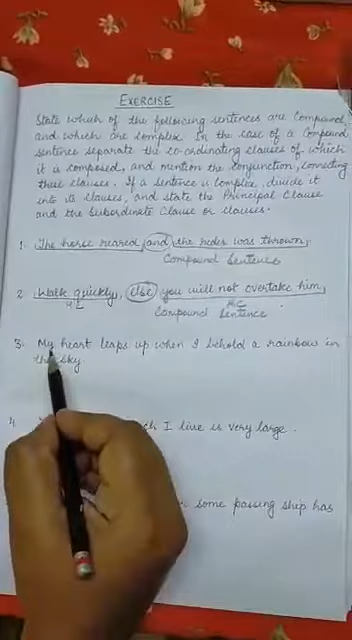 EXERCISE
State which of the following sentences are Compound,
and which are complex. In the case of a Compound
sentence separate the co-ordinating clauses of which
it is composed, and mention the conjunction, connecting
these clauses. If a sentence is complex, divide it
into its clauses, and state the Principal Clause
and the Subordinate Clause or clauses.
1. The horse reared and the rider was thrown,
Compound Sentence
2. Walk quickly, else you will not overtake him,
M.C M.C
Compound Sentence
3. My heart leaps up when I behold a rainbow in
the sky
4. I live is very large.
some passing ship has